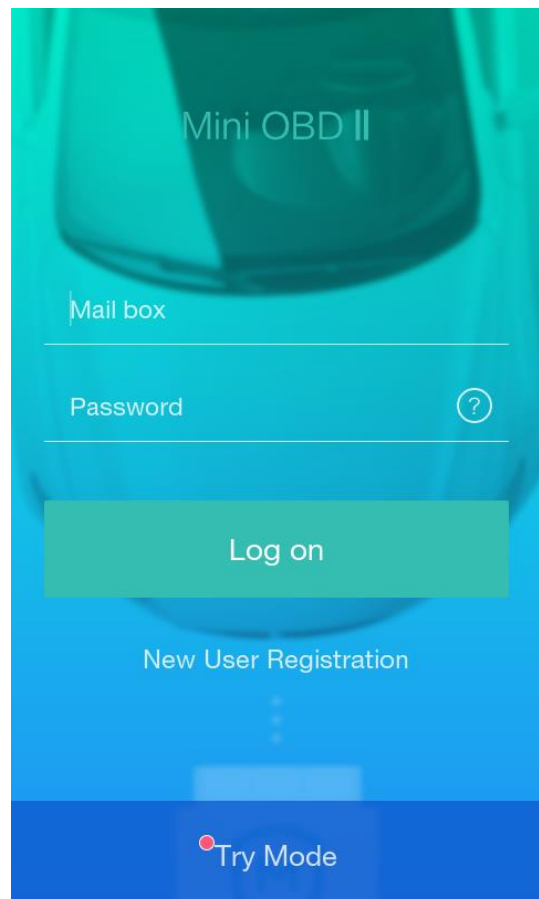 Mini OBD II
Mail box
Password
?
Log on
New User Registration
Try Mode